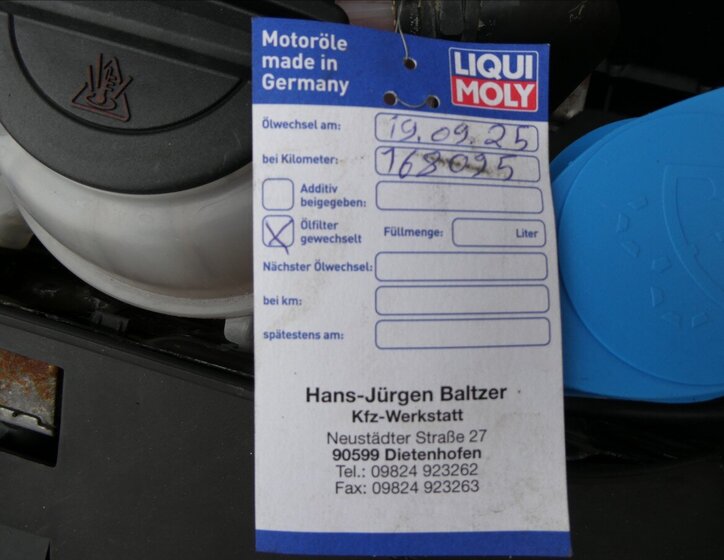 Motoröle
made in
Germany
LIQUI
MOLY
Ölwechsel am: 19.09.25
bei Kilometer: 168095
Additiv
beigegeben:
Ölfilter
gewechselt
Füllmenge: Liter
Nächster Ölwechsel:
bei km:
spätestens am:
Hans-Jürgen Baltzer
Kfz-Werkstatt
Neustädter Straße 27
90599 Dietenhofen
Tel.: 09824 923262
Fax: 09824 923263